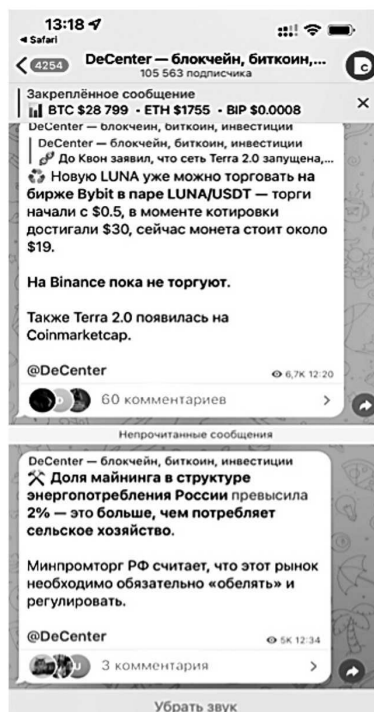 13:18
Safari
4254
DeCenter — блокчейн, биткоин,...
105 563 подписчика
Закреплённое сообщение
BTC $28 799 • ETH $1755 • BIP $0.0008
DeCenter — блокчейн, биткоин, инвестиции
DeCenter — блокчейн, биткоин, инвестиции
До Квон заявил, что сеть Terra 2.0 запущена,...
Новую LUNA уже можно торговать на
бирже Bybit в паре LUNA/USDT — торги
начали с $0.5, в моменте котировки
достигали $30, сейчас монета стоит около
$19.
На Binance пока не торгуют.
Также Terra 2.0 появилась на
Coinmarketcap.
@DeCenter
6,7K 12:20
60 комментариев
Непрочитанные сообщения
DeCenter — блокчейн, биткоин, инвестиции
Доля майнинга в структуре
энергопотребления России превысила
2% — это больше, чем потребляет
сельское хозяйство.
Минпромторг РФ считает, что этот рынок
необходимо обязательно «обелять» и
регулировать.
@DeCenter
5K 12:34
3 комментария
Убрать звук